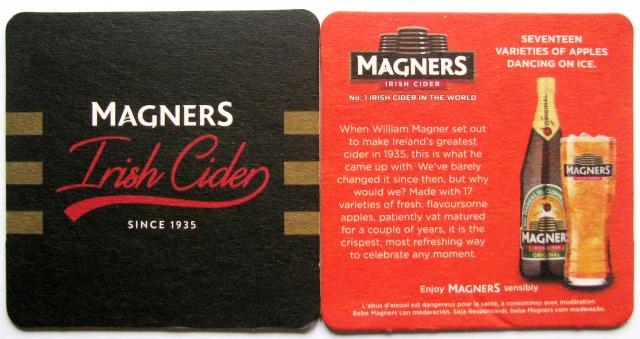 MAGNERS
Irish Cider
SINCE 1935
MAGNERS
IRISH CIDER
No. 1 IRISH CIDER IN THE WORLD
SEVENTEEN
VARIETIES OF APPLES
DANCING ON ICE.
When William Magner set out
to make Ireland's greatest
cider in 1935, this is what he
came up with. We've barely
changed it since then, but why
would we? Made with 17
varieties of fresh, flavoursome
apples, patiently vat matured
for a couple of years, it is the
crispest, most refreshing way
to celebrate any moment.
ORIGINAL
MAGNERS
ORIGINAL
MAGNERS
Enjoy MAGNERS sensibly
L'abus d'alcool est dangereux pour la santé, à consommer avec modération.
Bebe Magners con moderación. Seja Responsável, beba Magners com moderação.